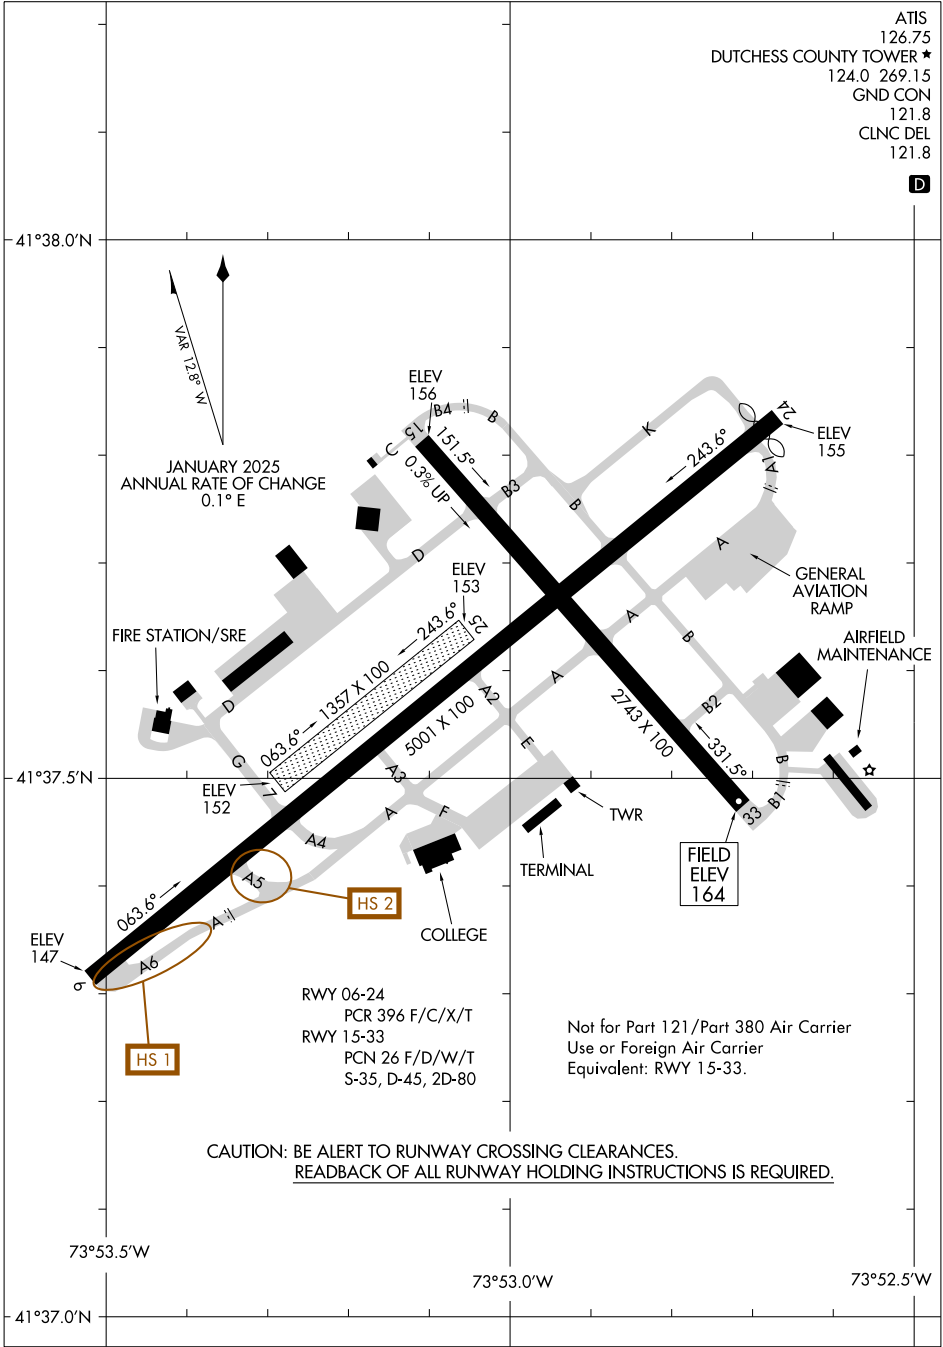 ATIS
126.75
DUTCHESS COUNTY TOWER ★
124.0 269.15
GND CON
121.8
CLNC DEL
121.8
D
41°38.0'N
VAR 12.8° W
JANUARY 2025
ANNUAL RATE OF CHANGE
0.1° E
ELEV
156
B4
B
15
C
151.5°
0.3% UP
B3
B
K
24
243.6°
ELEV
155
A1
D
A
GENERAL
AVIATION
RAMP
ELEV
153
25
243.6°
1357 X 100
063.6°
FIRE STATION/SRE
A
B
AIRFIELD
MAINTENANCE
D
A
A2
5001 X 100
2743 X 100
B2
331.5°
E
G
A3
B
41°37.5'N
ELEV
152
7
A
F
A4
TWR
B1
33
TERMINAL
FIELD
ELEV
164
A5
HS 2
063.6°
A
COLLEGE
ELEV
147
A6
6
HS 1
RWY 06-24
PCR 396 F/C/X/T
RWY 15-33
PCN 26 F/D/W/T
S-35, D-45, 2D-80
Not for Part 121/Part 380 Air Carrier
Use or Foreign Air Carrier
Equivalent: RWY 15-33.
CAUTION: BE ALERT TO RUNWAY CROSSING CLEARANCES.
READBACK OF ALL RUNWAY HOLDING INSTRUCTIONS IS REQUIRED.
73°53.5'W
73°53.0'W
73°52.5'W
41°37.0'N